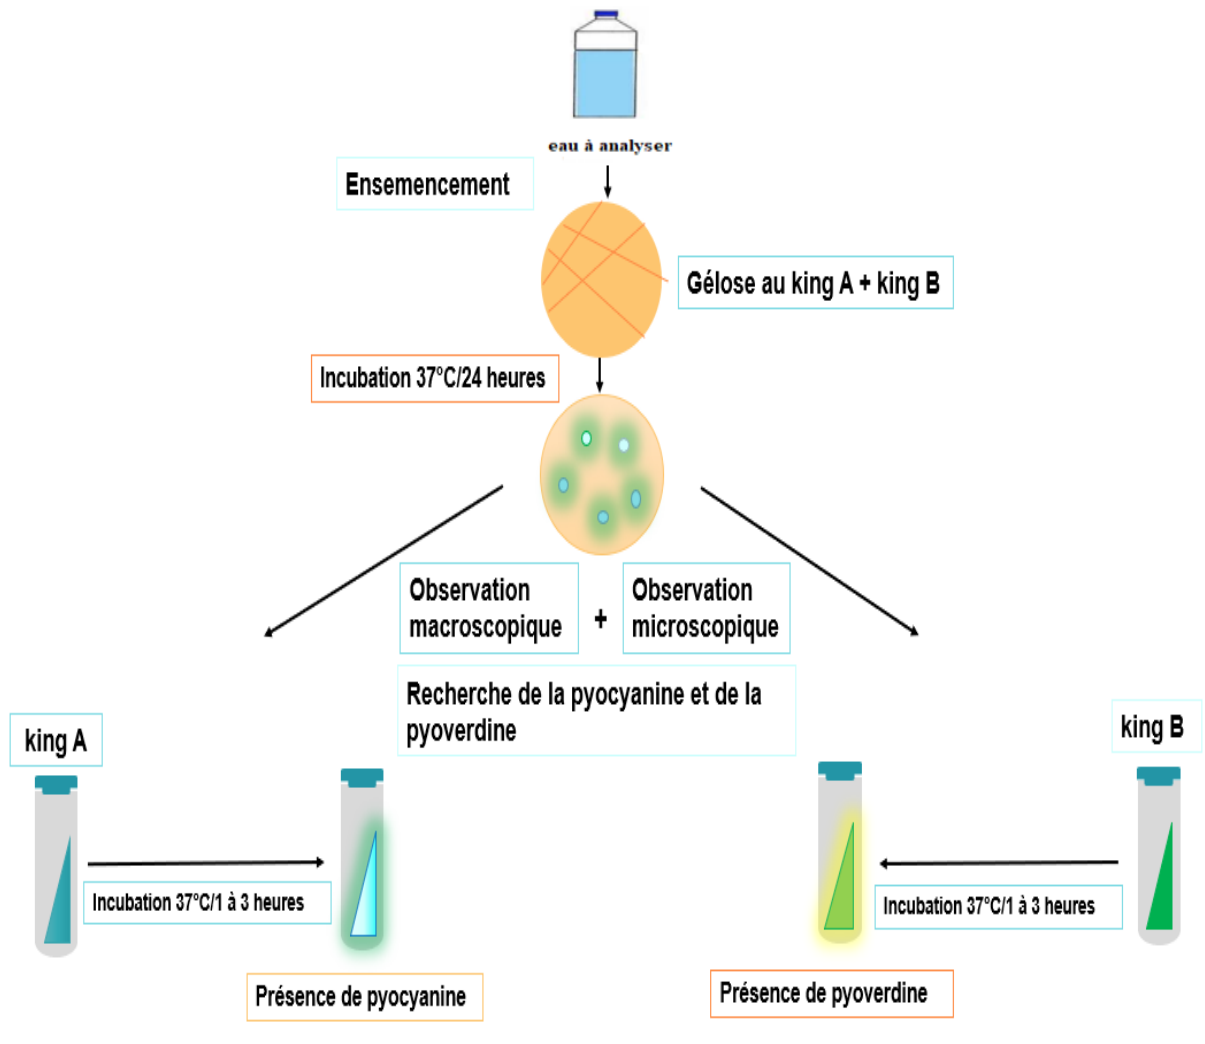 eau à analyser
Ensemencement
Gélose au king A + king B
Incubation 37°C/24 heures
Observation
macroscopique
+
Observation
microscopique
Recherche de la pyocyanine et de la
pyoverdine
king A
king B
Incubation 37°C/1 à 3 heures
Incubation 37°C/1 à 3 heures
Présence de pyocyanine
Présence de pyoverdine